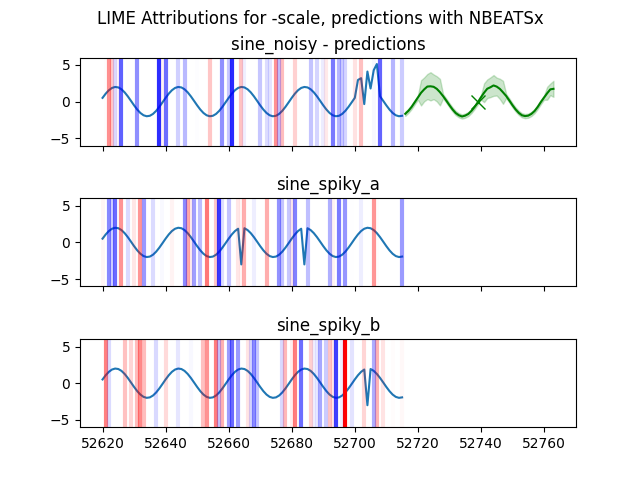 LIME Attributions for -scale, predictions with NBEATSx
sine_noisy - predictions
5
0
−5
sine_spiky_a
5
0
−5
sine_spiky_b
5
0
−5
52620 52640 52660 52680 52700 52720 52740 52760